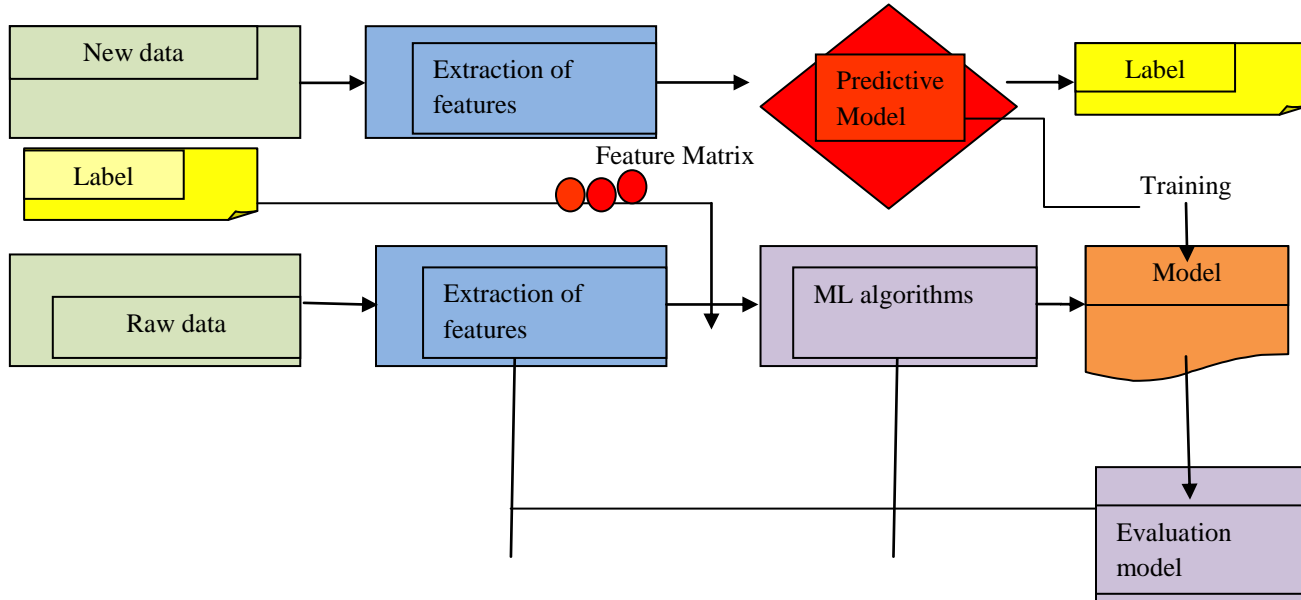 New data
Extraction of
features
Predictive
Model
Label
Label
Feature Matrix
Training
Raw data
Extraction of
features
ML algorithms
Model
Evaluation
model